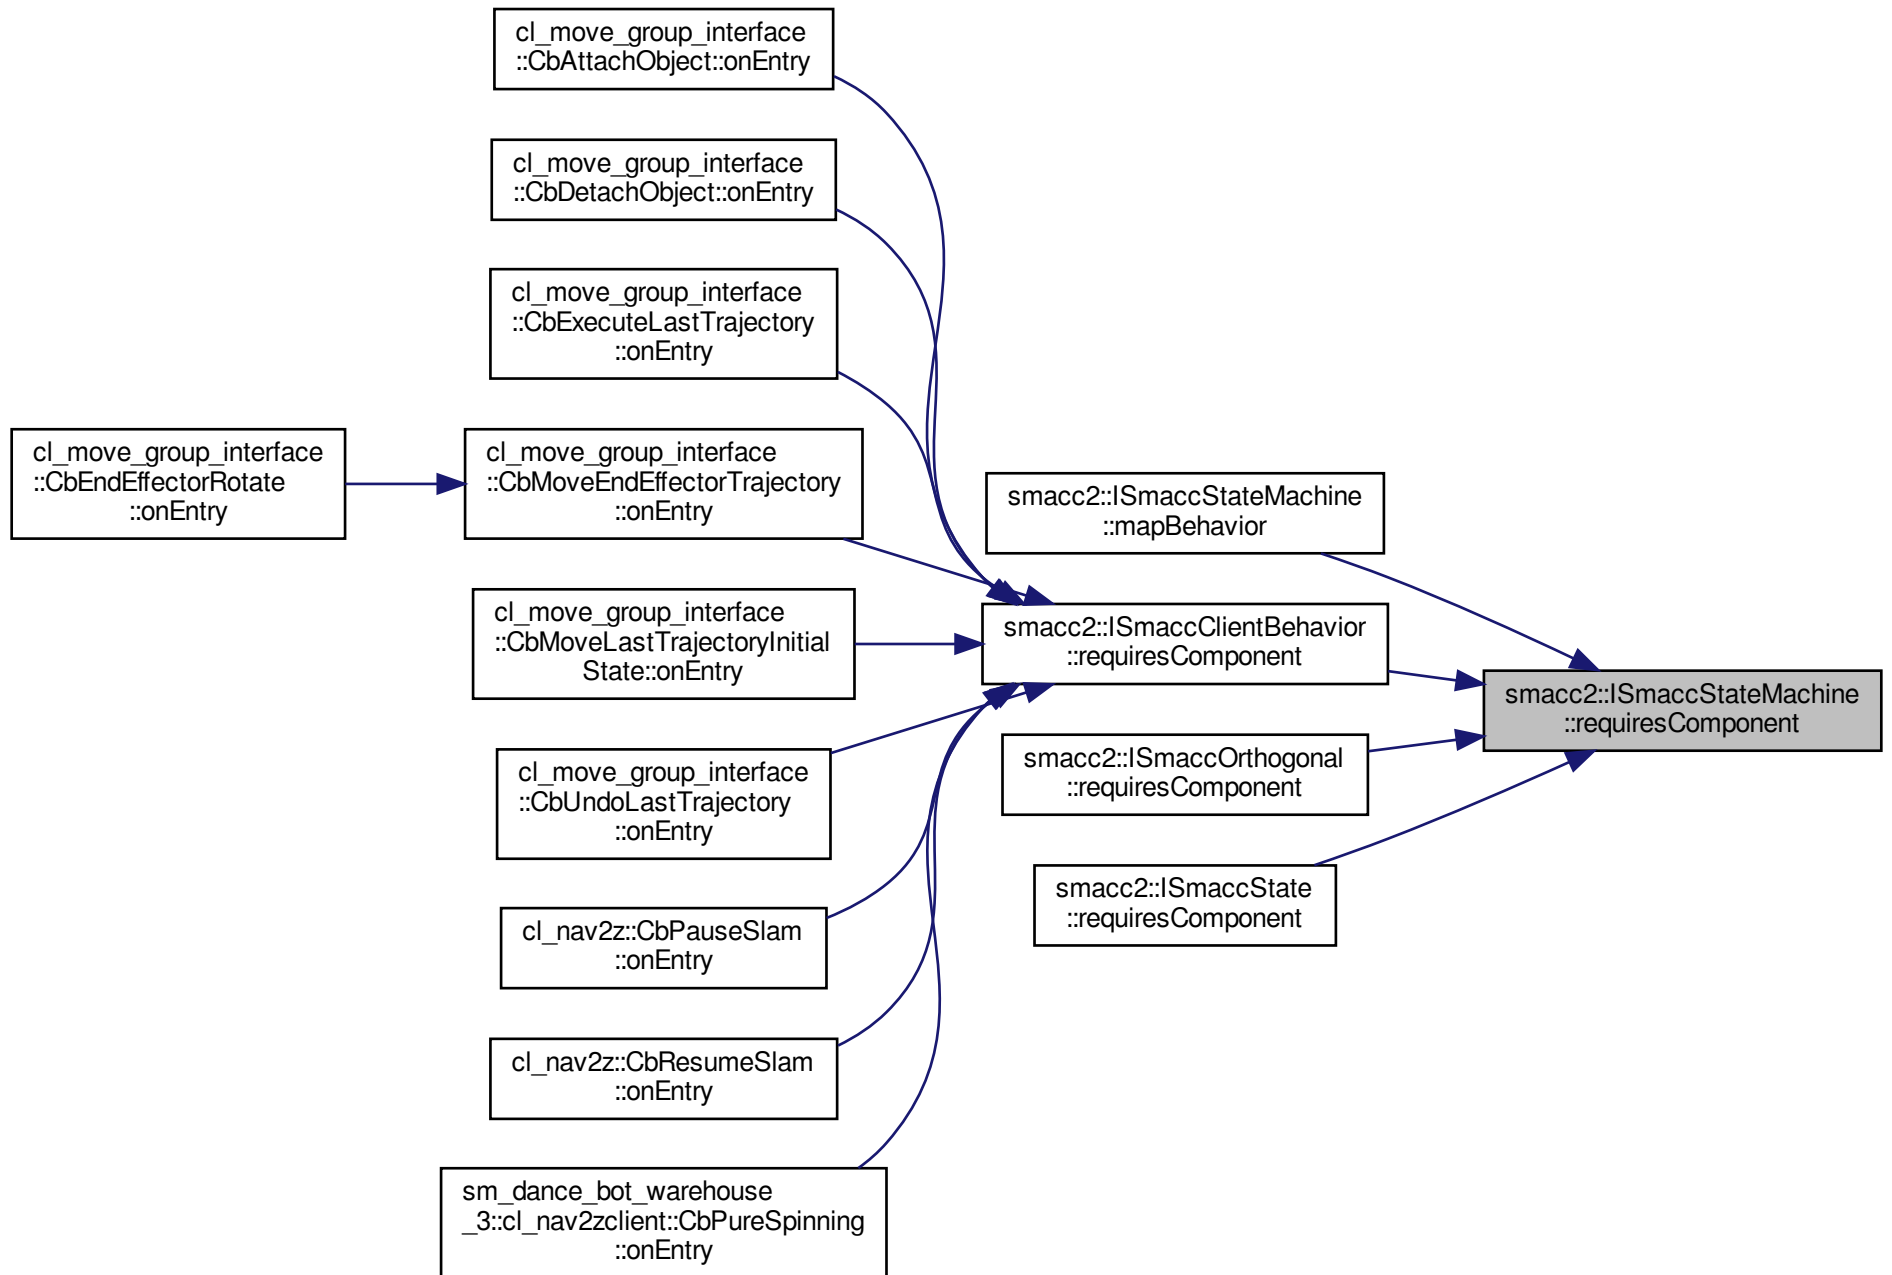 cl_move_group_interface
::CbAttachObject::onEntry
cl_move_group_interface
::CbDetachObject::onEntry
cl_move_group_interface
::CbExecuteLastTrajectory
::onEntry
cl_move_group_interface
::CbEndEffectorRotate
::onEntry
cl_move_group_interface
::CbMoveEndEffectorTrajectory
::onEntry
cl_move_group_interface
::CbMoveLastTrajectoryInitial
State::onEntry
cl_move_group_interface
::CbUndoLastTrajectory
::onEntry
cl_nav2z::CbPauseSlam
::onEntry
cl_nav2z::CbResumeSlam
::onEntry
sm_dance_bot_warehouse
_3::cl_nav2zclient::CbPureSpinning
::onEntry
smacc2::ISmaccStateMachine
::mapBehavior
smacc2::ISmaccClientBehavior
::requiresComponent
smacc2::ISmaccOrthogonal
::requiresComponent
smacc2::ISmaccState
::requiresComponent
smacc2::ISmaccStateMachine
::requiresComponent